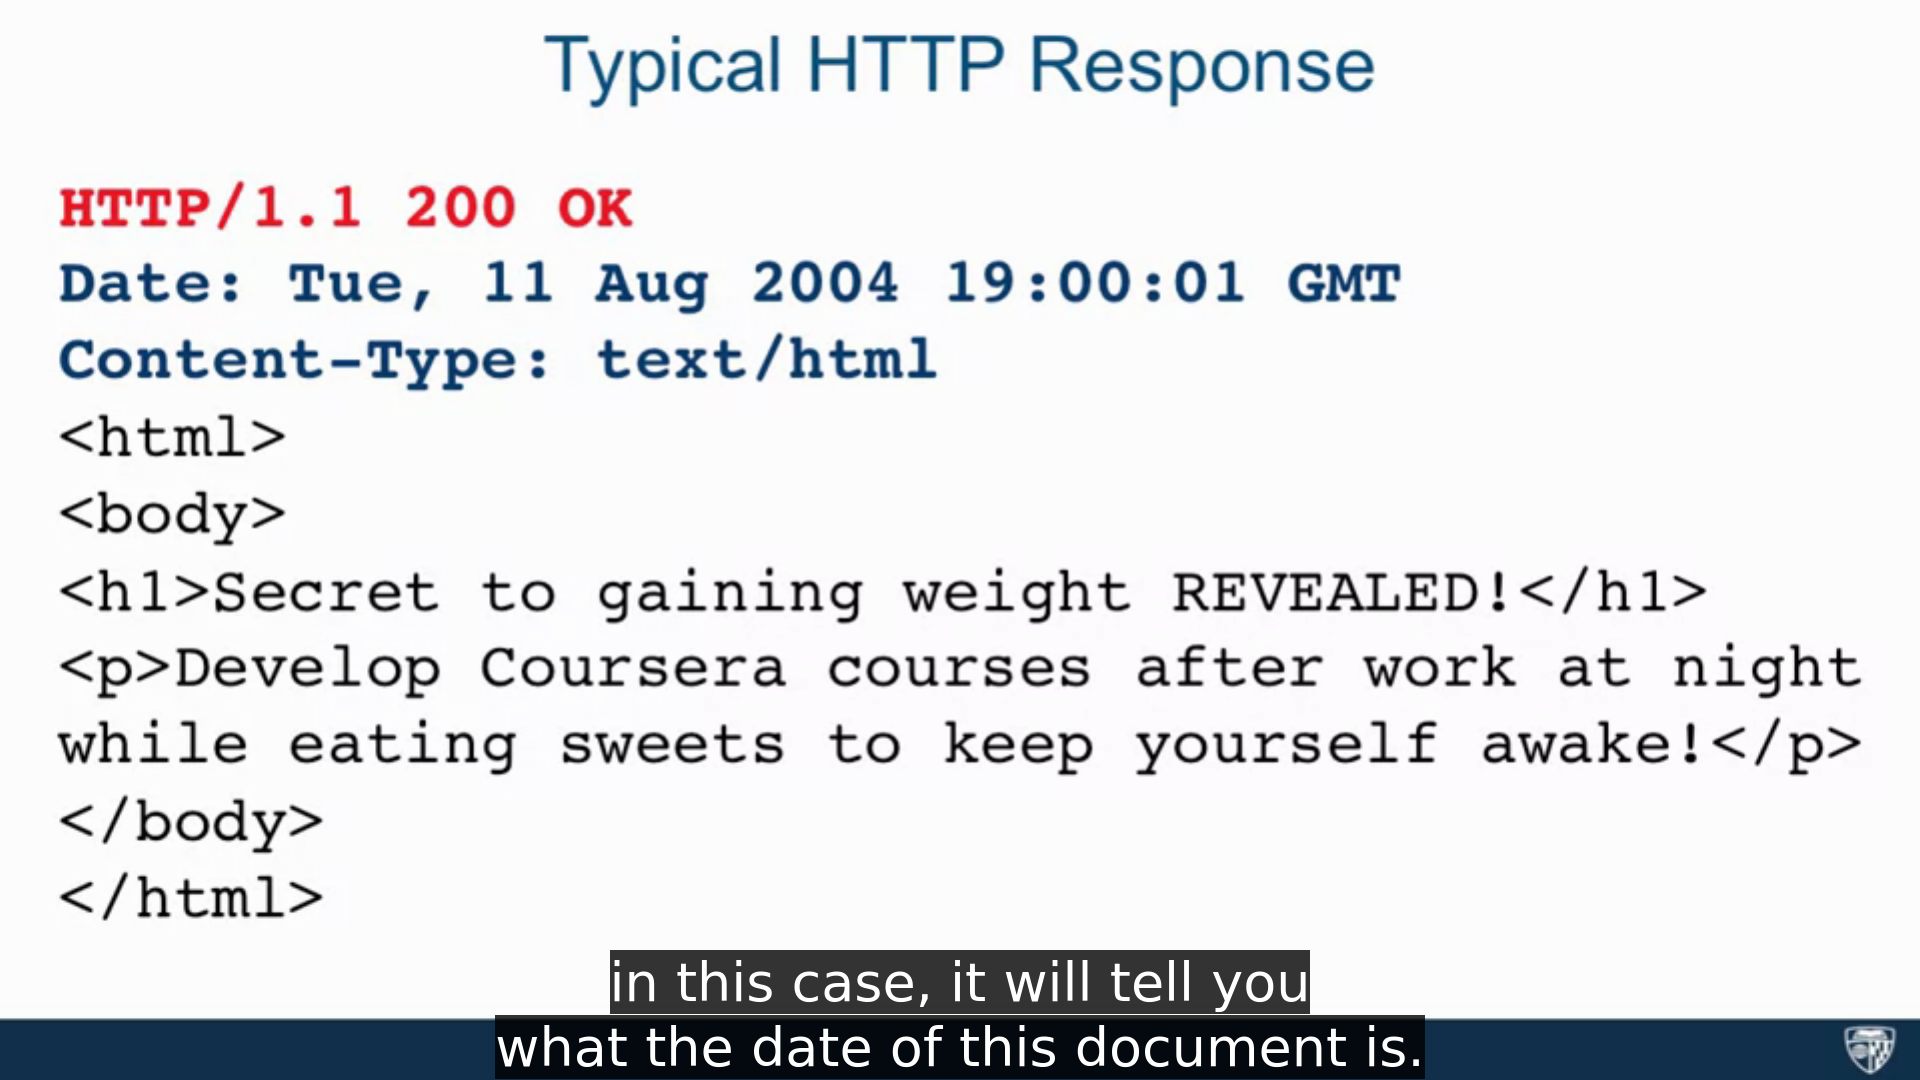 Typical HTTP Response
HTTP/1.1 200 OK
Date: Tue, 11 Aug 2004 19:00:01 GMT
Content-Type: text/html
<html>
<body>
<h1>Secret to gaining weight REVEALED!</h1>
<p>Develop Coursera courses after work at night
while eating sweets to keep yourself awake!</p>
</body>
</html>
in this case, it will tell you
what the date of this document is.